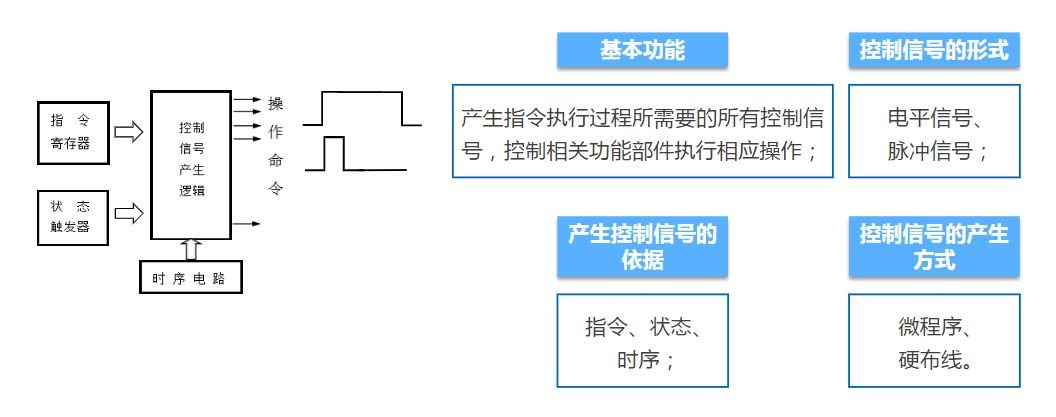 指 令
寄存器
状 态
触发器
控制
信号
产生
逻辑
时 序 电 路
操
作
命
令
基本功能
产生指令执行过程所需要的所有控制信
号，控制相关功能部件执行相应操作；
控制信号的形式
电平信号、
脉冲信号；
产生控制信号的
依据
指令、状态、
时序；
控制信号的产生
方式
微程序、
硬布线。